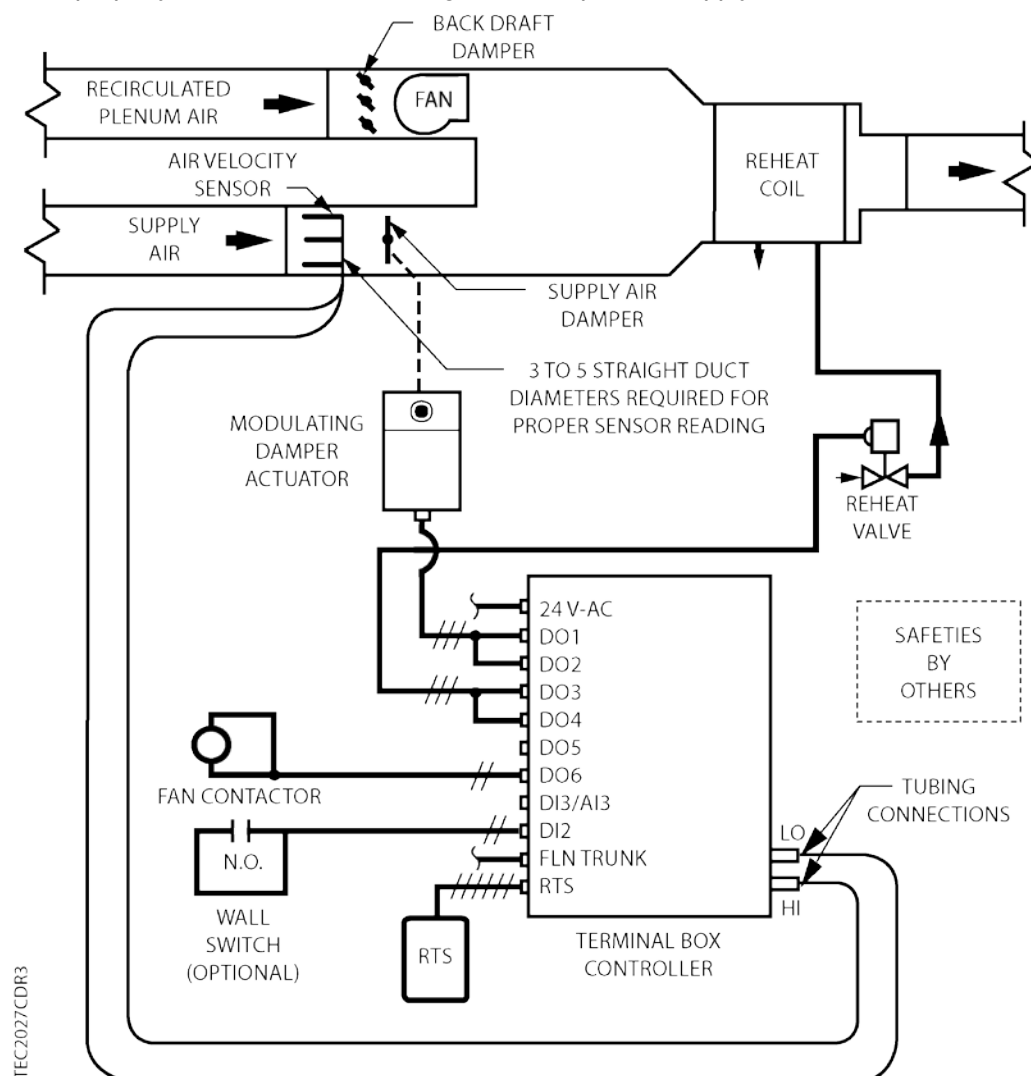 BACK DRAFT
DAMPER
RECIRCULATED
PLENUM AIR
FAN
AIR VELOCITY
SENSOR
REHEAT
COIL
SUPPLY
AIR
SUPPLY AIR
DAMPER
3 TO 5 STRAIGHT DUCT
DIAMETERS REQUIRED FOR
PROPER SENSOR READING
MODULATING
DAMPER
ACTUATOR
REHEAT
VALVE
24 V-AC
DO1
DO2
DO3
DO4
DO5
DO6
DI3/AI3
DI2
FLN TRUNK
RTS
SAFETIES
BY
OTHERS
FAN CONTACTOR
N.O.
WALL
SWITCH
(OPTIONAL)
RTS
TUBING
CONNECTIONS
LO
HI
TERMINAL BOX
CONTROLLER
TEC2027CDR3